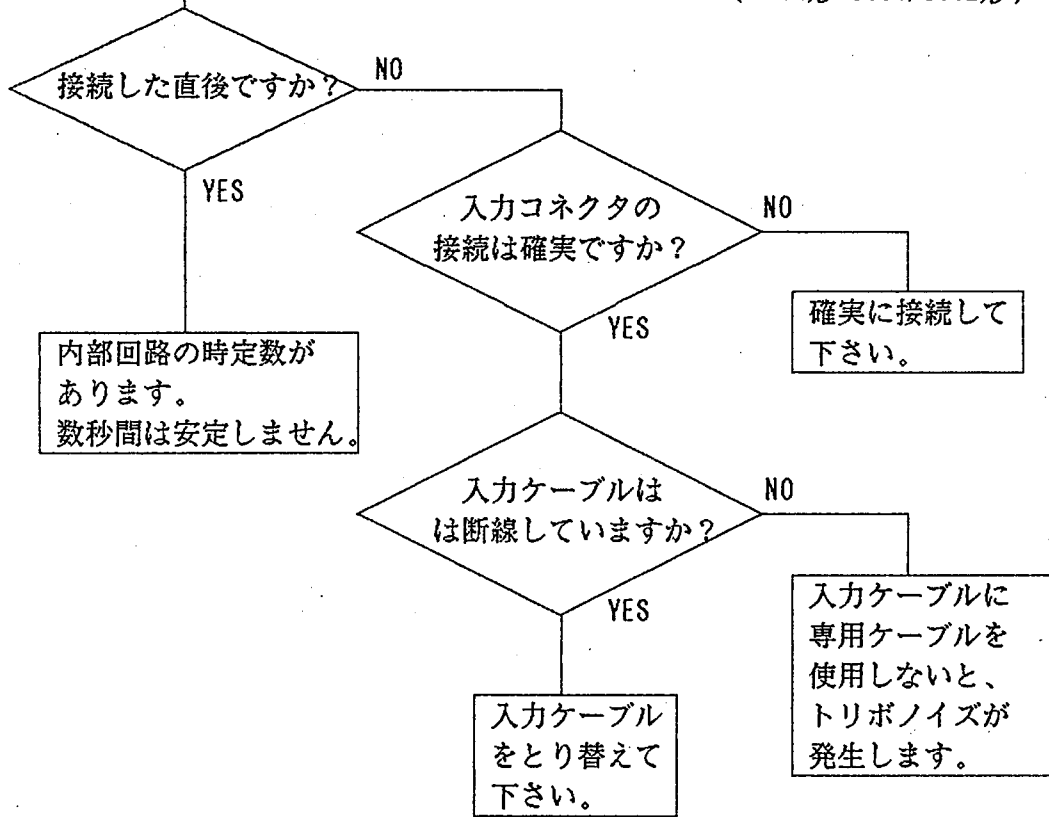 接続した直後ですか?
NO
YES
入力コネクタの
接続は確実ですか?
NO
YES
確実に接続して
下さい。
内部回路の時定数が
あります。
数秒間は安定しません。
入力ケーブルは
は断線していますか?
NO
YES
入力ケーブルに
専用ケーブルを
使用しないと、
トリボノイズが
発生します。
入力ケーブル
をとり替えて
下さい。